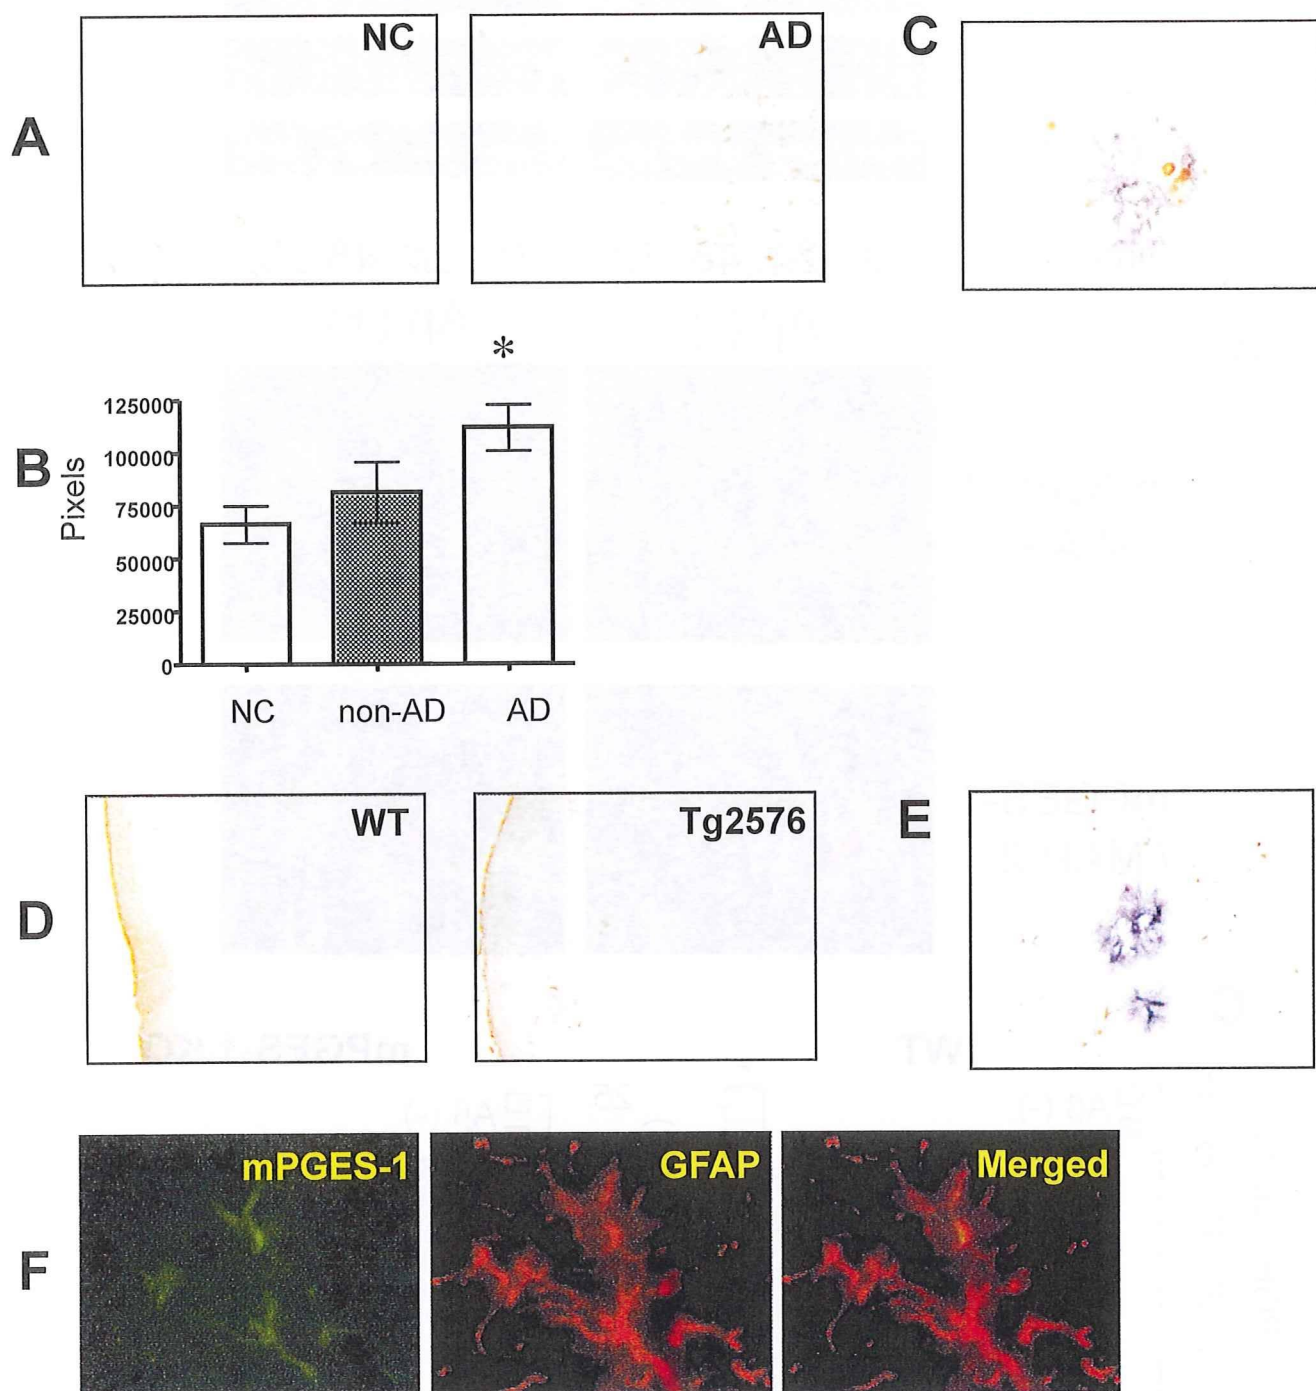 A
NC
AD
C
B
Pixels
*
125000
100000
75000
50000
25000
0
NC
non-AD
AD
D
WT
Tg2576
E
F
mPGES-1
GFAP
Merged